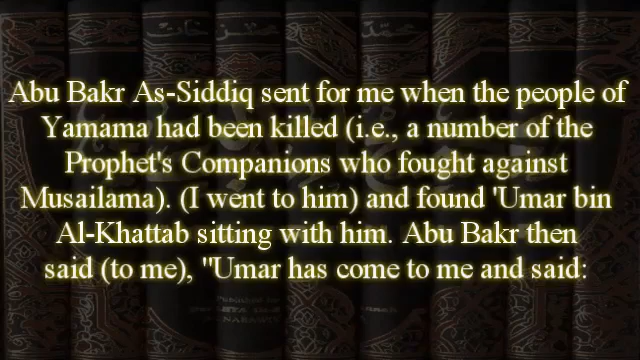 Abu Bakr As-Siddiq sent for me when the people of
Yamama had been killed (i.e., a number of the
Prophet's Companions who fought against
Musailama). (I went to him) and found 'Umar bin
Al-Khattab sitting with him. Abu Bakr then
said (to me), "Umar has come to me and said: